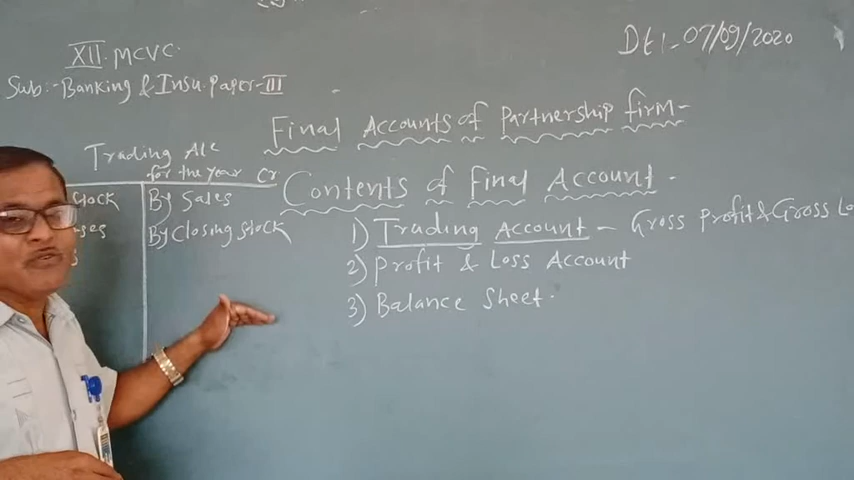 XII MCVC.
Dt:- 07/09/2020
Sub:- Banking & Insu. Paper - III
Final Accounts of Partnership firm -
Trading A/c
for the year Cr
Contents of Final Account.
1) Trading Account - Gross Profit & Gross Lo
2) Profit & Loss Account
3) Balance Sheet.
Stock
By Sales
By Closing Stock